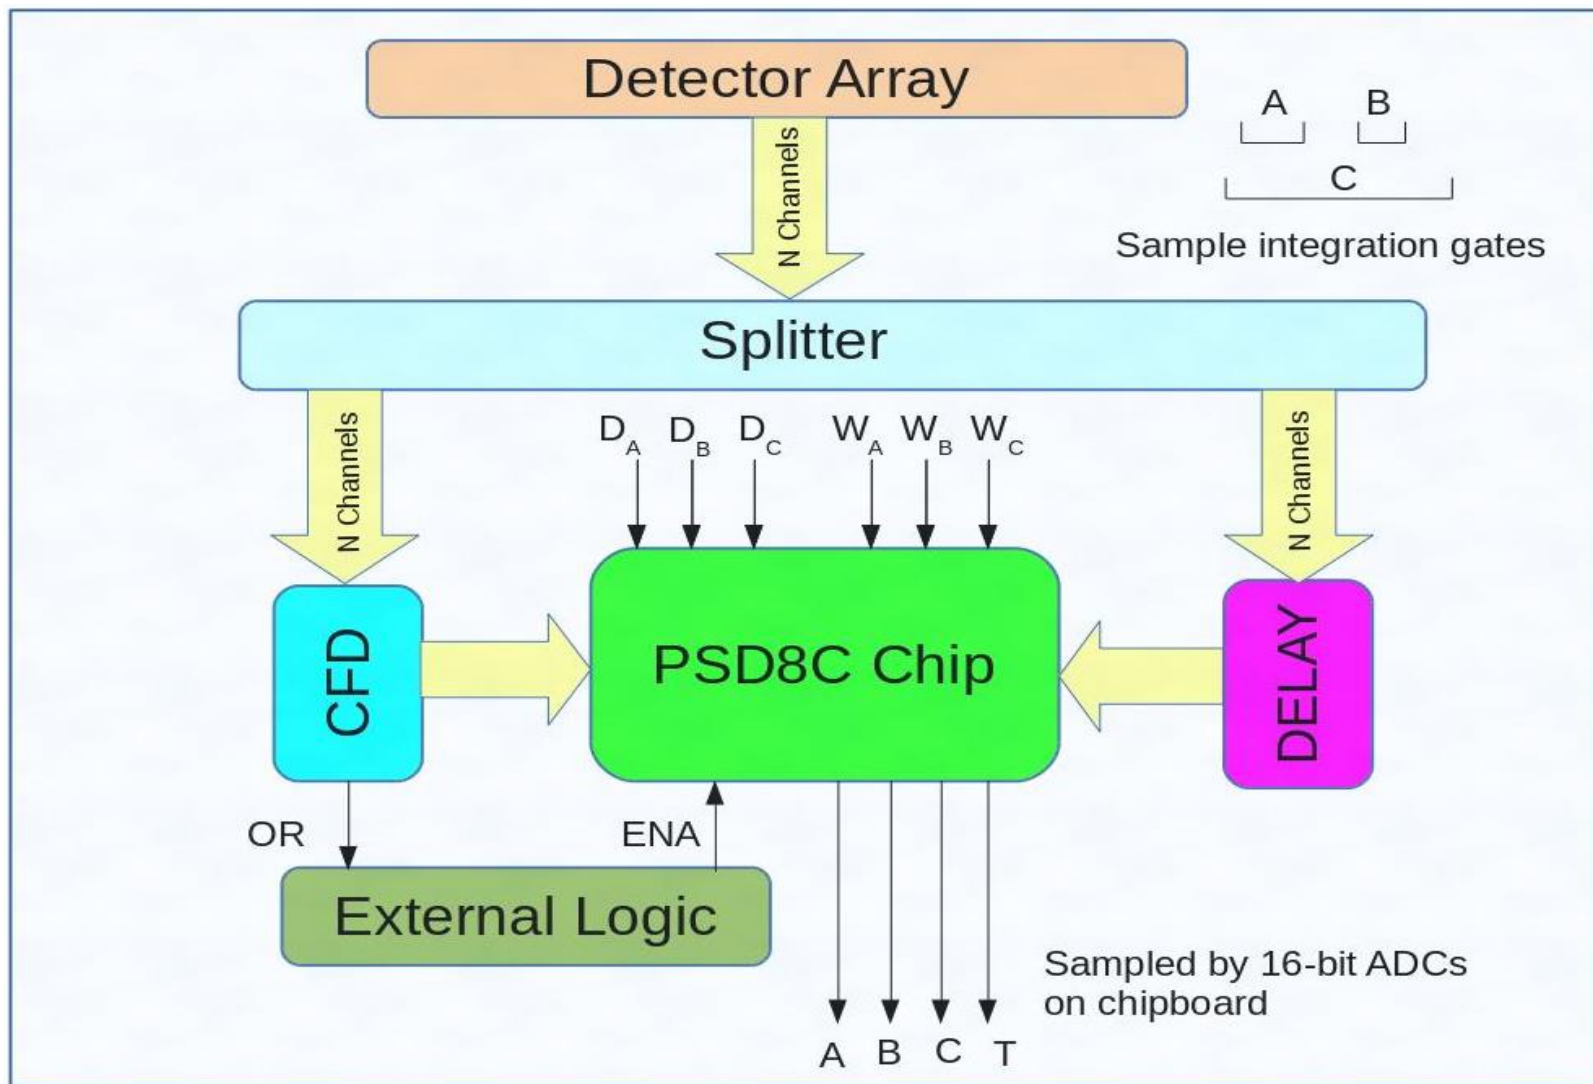 Detector Array
A B
C
Sample integration gates
N Channels
Splitter
N Channels
N Channels
D_A D_B D_C W_A W_B W_C
CFD
PSD8C Chip
DELAY
OR
ENA
External Logic
Sampled by 16-bit ADCs
on chipboard
A B C T